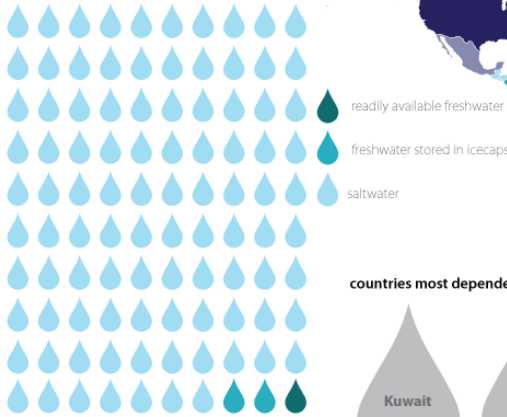 readily available freshwater
freshwater stored in icecaps
saltwater
countries most depende
Kuwait